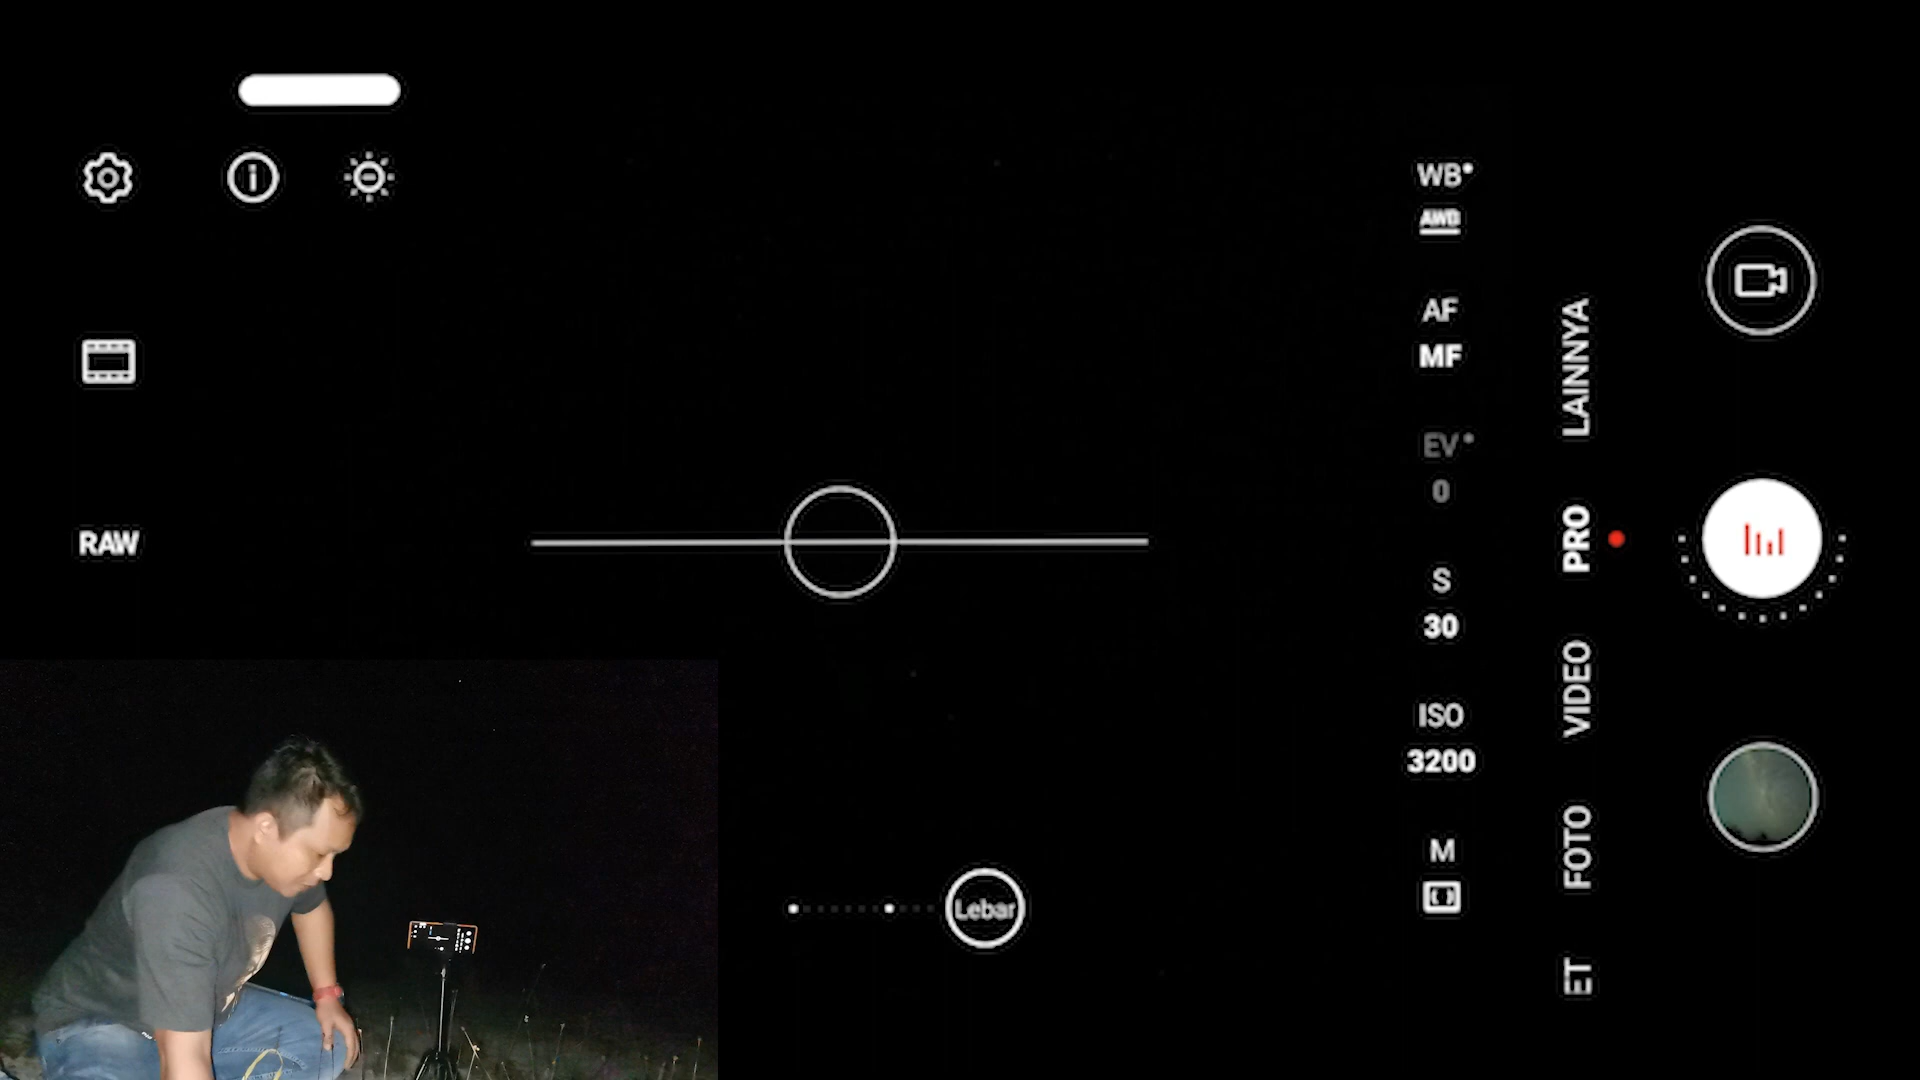 RAW
WB
AWB
AF
MF
EV
0
S
30
ISO
3200
M
LAINNYA
PRO
VIDEO
FOTO
ET
Lebar